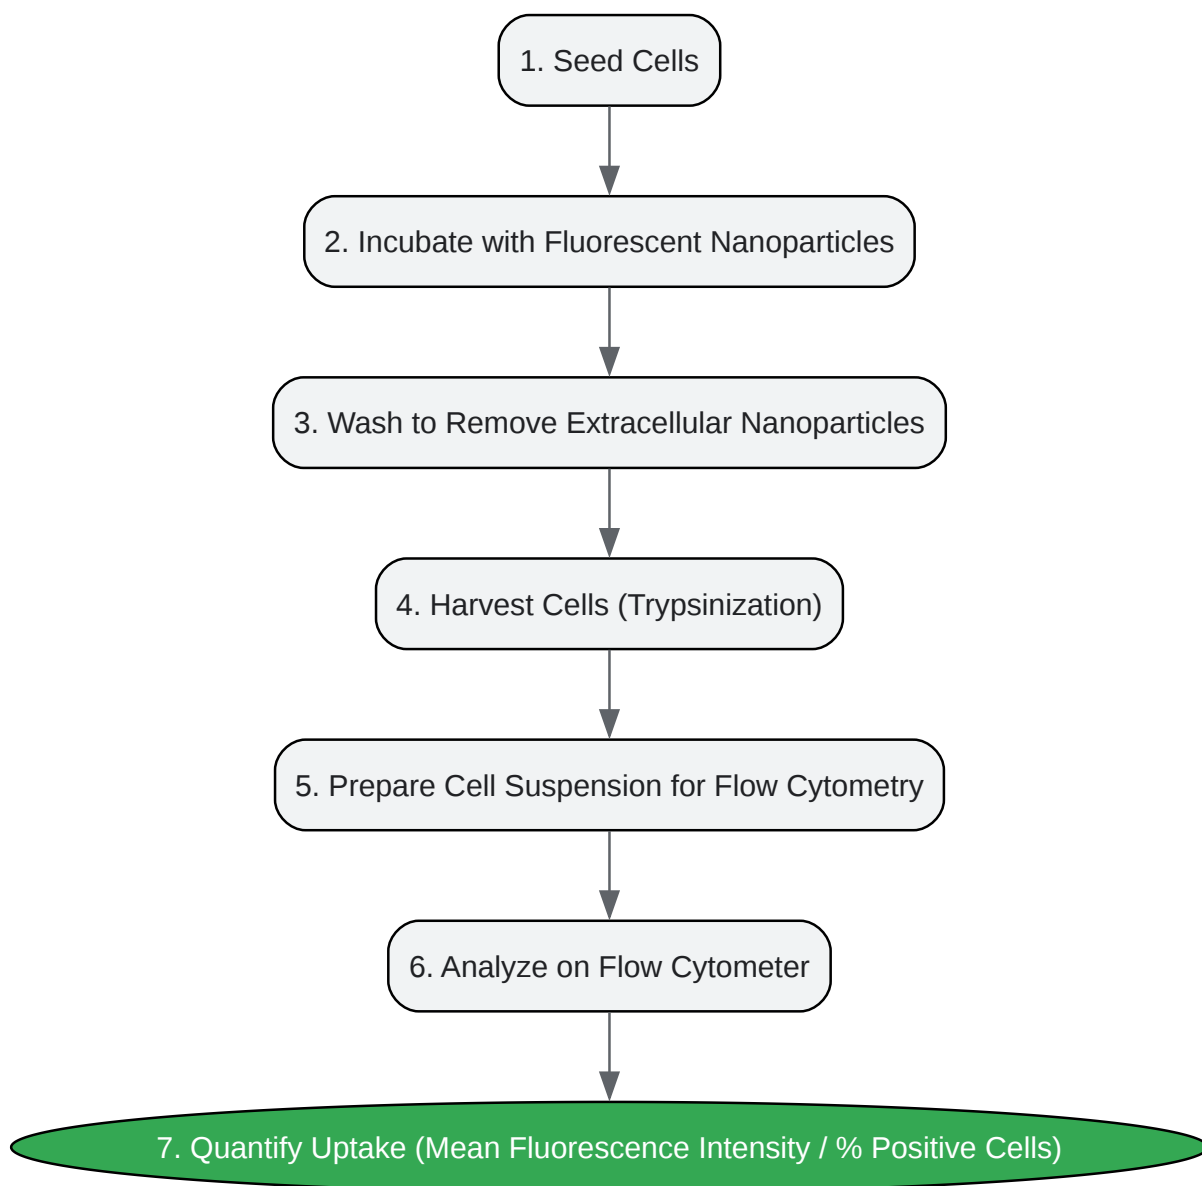 1. Seed Cells
2. Incubate with Fluorescent Nanoparticles
3. Wash to Remove Extracellular Nanoparticles
4. Harvest Cells (Trypsinization)
5. Prepare Cell Suspension for Flow Cytometry
6. Analyze on Flow Cytometer
7. Quantify Uptake (Mean Fluorescence Intensity / % Positive Cells)